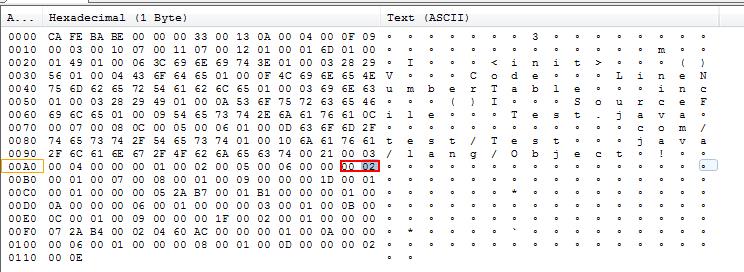 A... Hexadecimal (1 Byte) Text (ASCII)
0000 CA FE BA BE 00 00 00 33 00 13 0A 00 04 00 0F 09 ∘ ∘ ∘ ∘ ∘ ∘ ∘ 3 ∘ ∘ ∘ ∘ ∘ ∘ ∘ ∘
0010 00 03 00 10 07 00 11 07 00 12 01 00 01 6D 01 00 ∘ ∘ ∘ ∘ ∘ ∘ ∘ ∘ ∘ ∘ ∘ ∘ ∘ m ∘ ∘
0020 01 49 01 00 06 3C 69 6E 69 74 3E 01 00 03 28 29 ∘ I ∘ ∘ ∘ < i n i t > ∘ ∘ ∘ ( )
0030 56 01 00 04 43 6F 64 65 01 00 0F 4C 69 6E 65 4E V ∘ ∘ ∘ C o d e ∘ ∘ ∘ L i n e N
0040 75 6D 62 65 72 54 61 62 6C 65 01 00 03 69 6E 63 u m b e r T a b l e ∘ ∘ ∘ i n c
0050 01 00 03 28 29 49 01 00 0A 53 6F 75 72 63 65 46 ∘ ∘ ∘ ( ) I ∘ ∘ ∘ S o u r c e F
0060 69 6C 65 01 00 09 54 65 73 74 2E 6A 61 76 61 0C i l e ∘ ∘ ∘ T e s t . j a v a ∘
0070 00 07 00 08 0C 00 05 00 06 01 00 0D 63 6F 6D 2F ∘ ∘ ∘ ∘ ∘ ∘ ∘ ∘ ∘ ∘ ∘ ∘ c o m /
0080 74 65 73 74 2F 54 65 73 74 01 00 10 6A 61 76 61 t e s t / T e s t ∘ ∘ ∘ j a v a
0090 2F 6C 61 6E 67 2F 4F 62 6A 65 63 74 00 21 00 03 / l a n g / O b j e c t ∘ ! ∘ ∘
00A0 00 04 00 00 00 01 00 02 00 05 00 06 00 00 00 02 ∘ ∘ ∘ ∘ ∘ ∘ ∘ ∘ ∘ ∘ ∘ ∘ ∘ ∘ ∘ ∘
00B0 00 01 00 07 00 08 00 01 00 09 00 00 00 1D 00 01 ∘ ∘ ∘ ∘ ∘ ∘ ∘ ∘ ∘ ∘ ∘ ∘ ∘ ∘ ∘ ∘
00C0 00 01 00 00 00 05 2A B7 00 01 B1 00 00 00 01 00 ∘ ∘ ∘ ∘ ∘ ∘ * ∘ ∘ ∘ ∘ ∘ ∘ ∘ ∘ ∘
00D0 0A 00 00 00 06 00 01 00 00 00 03 00 01 00 0B 00 ∘ ∘ ∘ ∘ ∘ ∘ ∘ ∘ ∘ ∘ ∘ ∘ ∘ ∘ ∘ ∘
00E0 0C 00 01 00 09 00 00 00 1F 00 02 00 01 00 00 00 ∘ ∘ ∘ ∘ ∘ ∘ ∘ ∘ ∘ ∘ ∘ ∘ ∘ ∘ ∘ ∘
00F0 07 2A B4 00 02 04 60 AC 00 00 00 01 00 0A 00 00 ∘ * ∘ ∘ ∘ ∘ ` ∘ ∘ ∘ ∘ ∘ ∘ ∘ ∘ ∘
0100 00 06 00 01 00 00 00 08 00 01 00 0D 00 00 00 02 ∘ ∘ ∘ ∘ ∘ ∘ ∘ ∘ ∘ ∘ ∘ ∘ ∘ ∘ ∘ ∘
0110 00 0E ∘ ∘